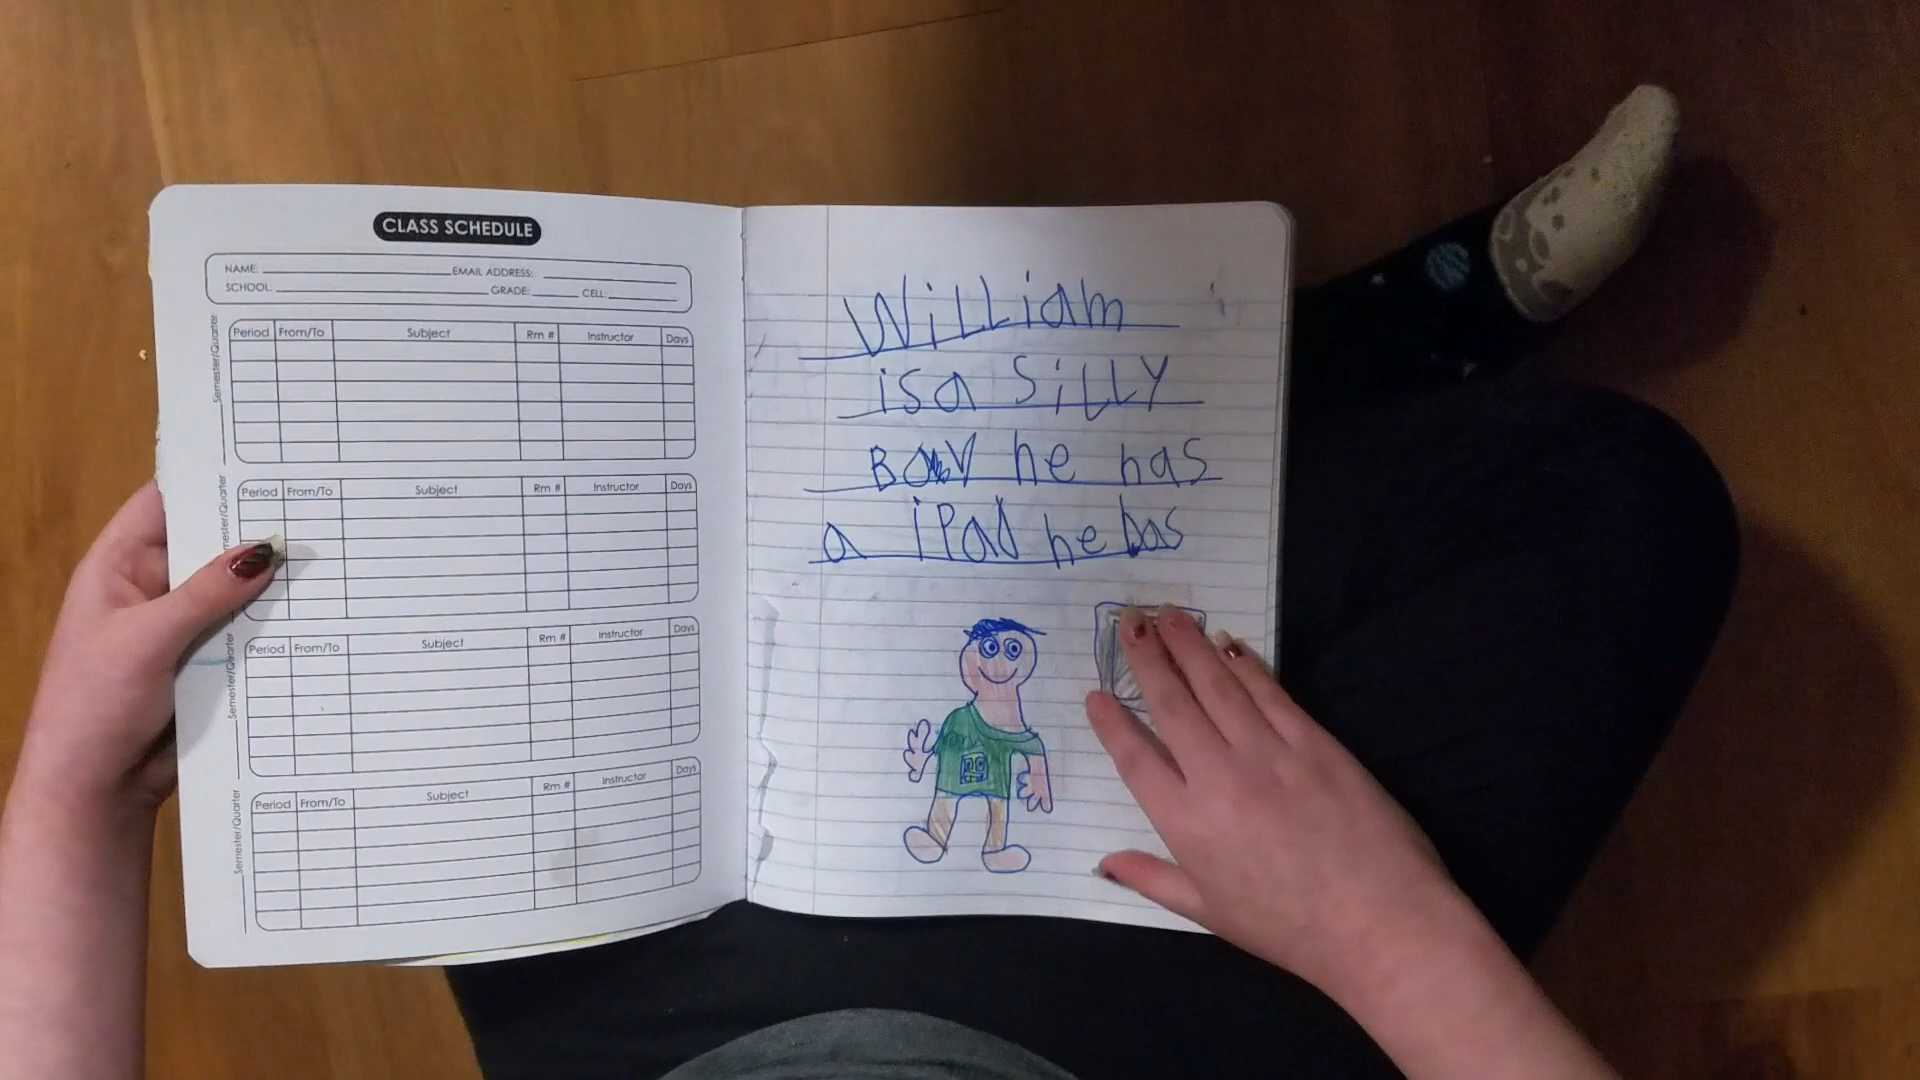 CLASS SCHEDULE
NAME: EMAIL ADDRESS:
SCHOOL: GRADE: CELL:
Semester/Quarter
Period From/To Subject Rm # Instructor Days
Semester/Quarter
Period From/To Subject Rm # Instructor Days
Semester/Quarter
Period From/To Subject Rm # Instructor Days
Semester/Quarter
Period From/To Subject Rm # Instructor Days
WiLLiam
is a SiLLY
BOY he has
a iPad he has